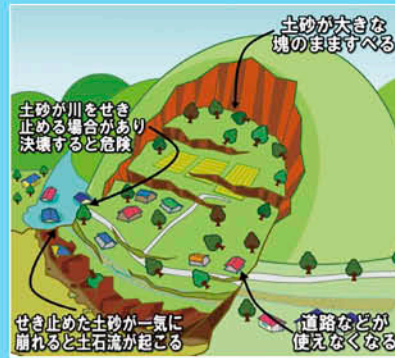 土砂が大きな
塊のまますべる
土砂が川をせき
止める場合があり
決壊すると危険
せき止めた土砂が一気に
崩れると土石流が起こる
道路などが
使えなくなる